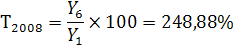 T₂₀₀₈ = Y₆/Y₁ × 100 = 248,88%